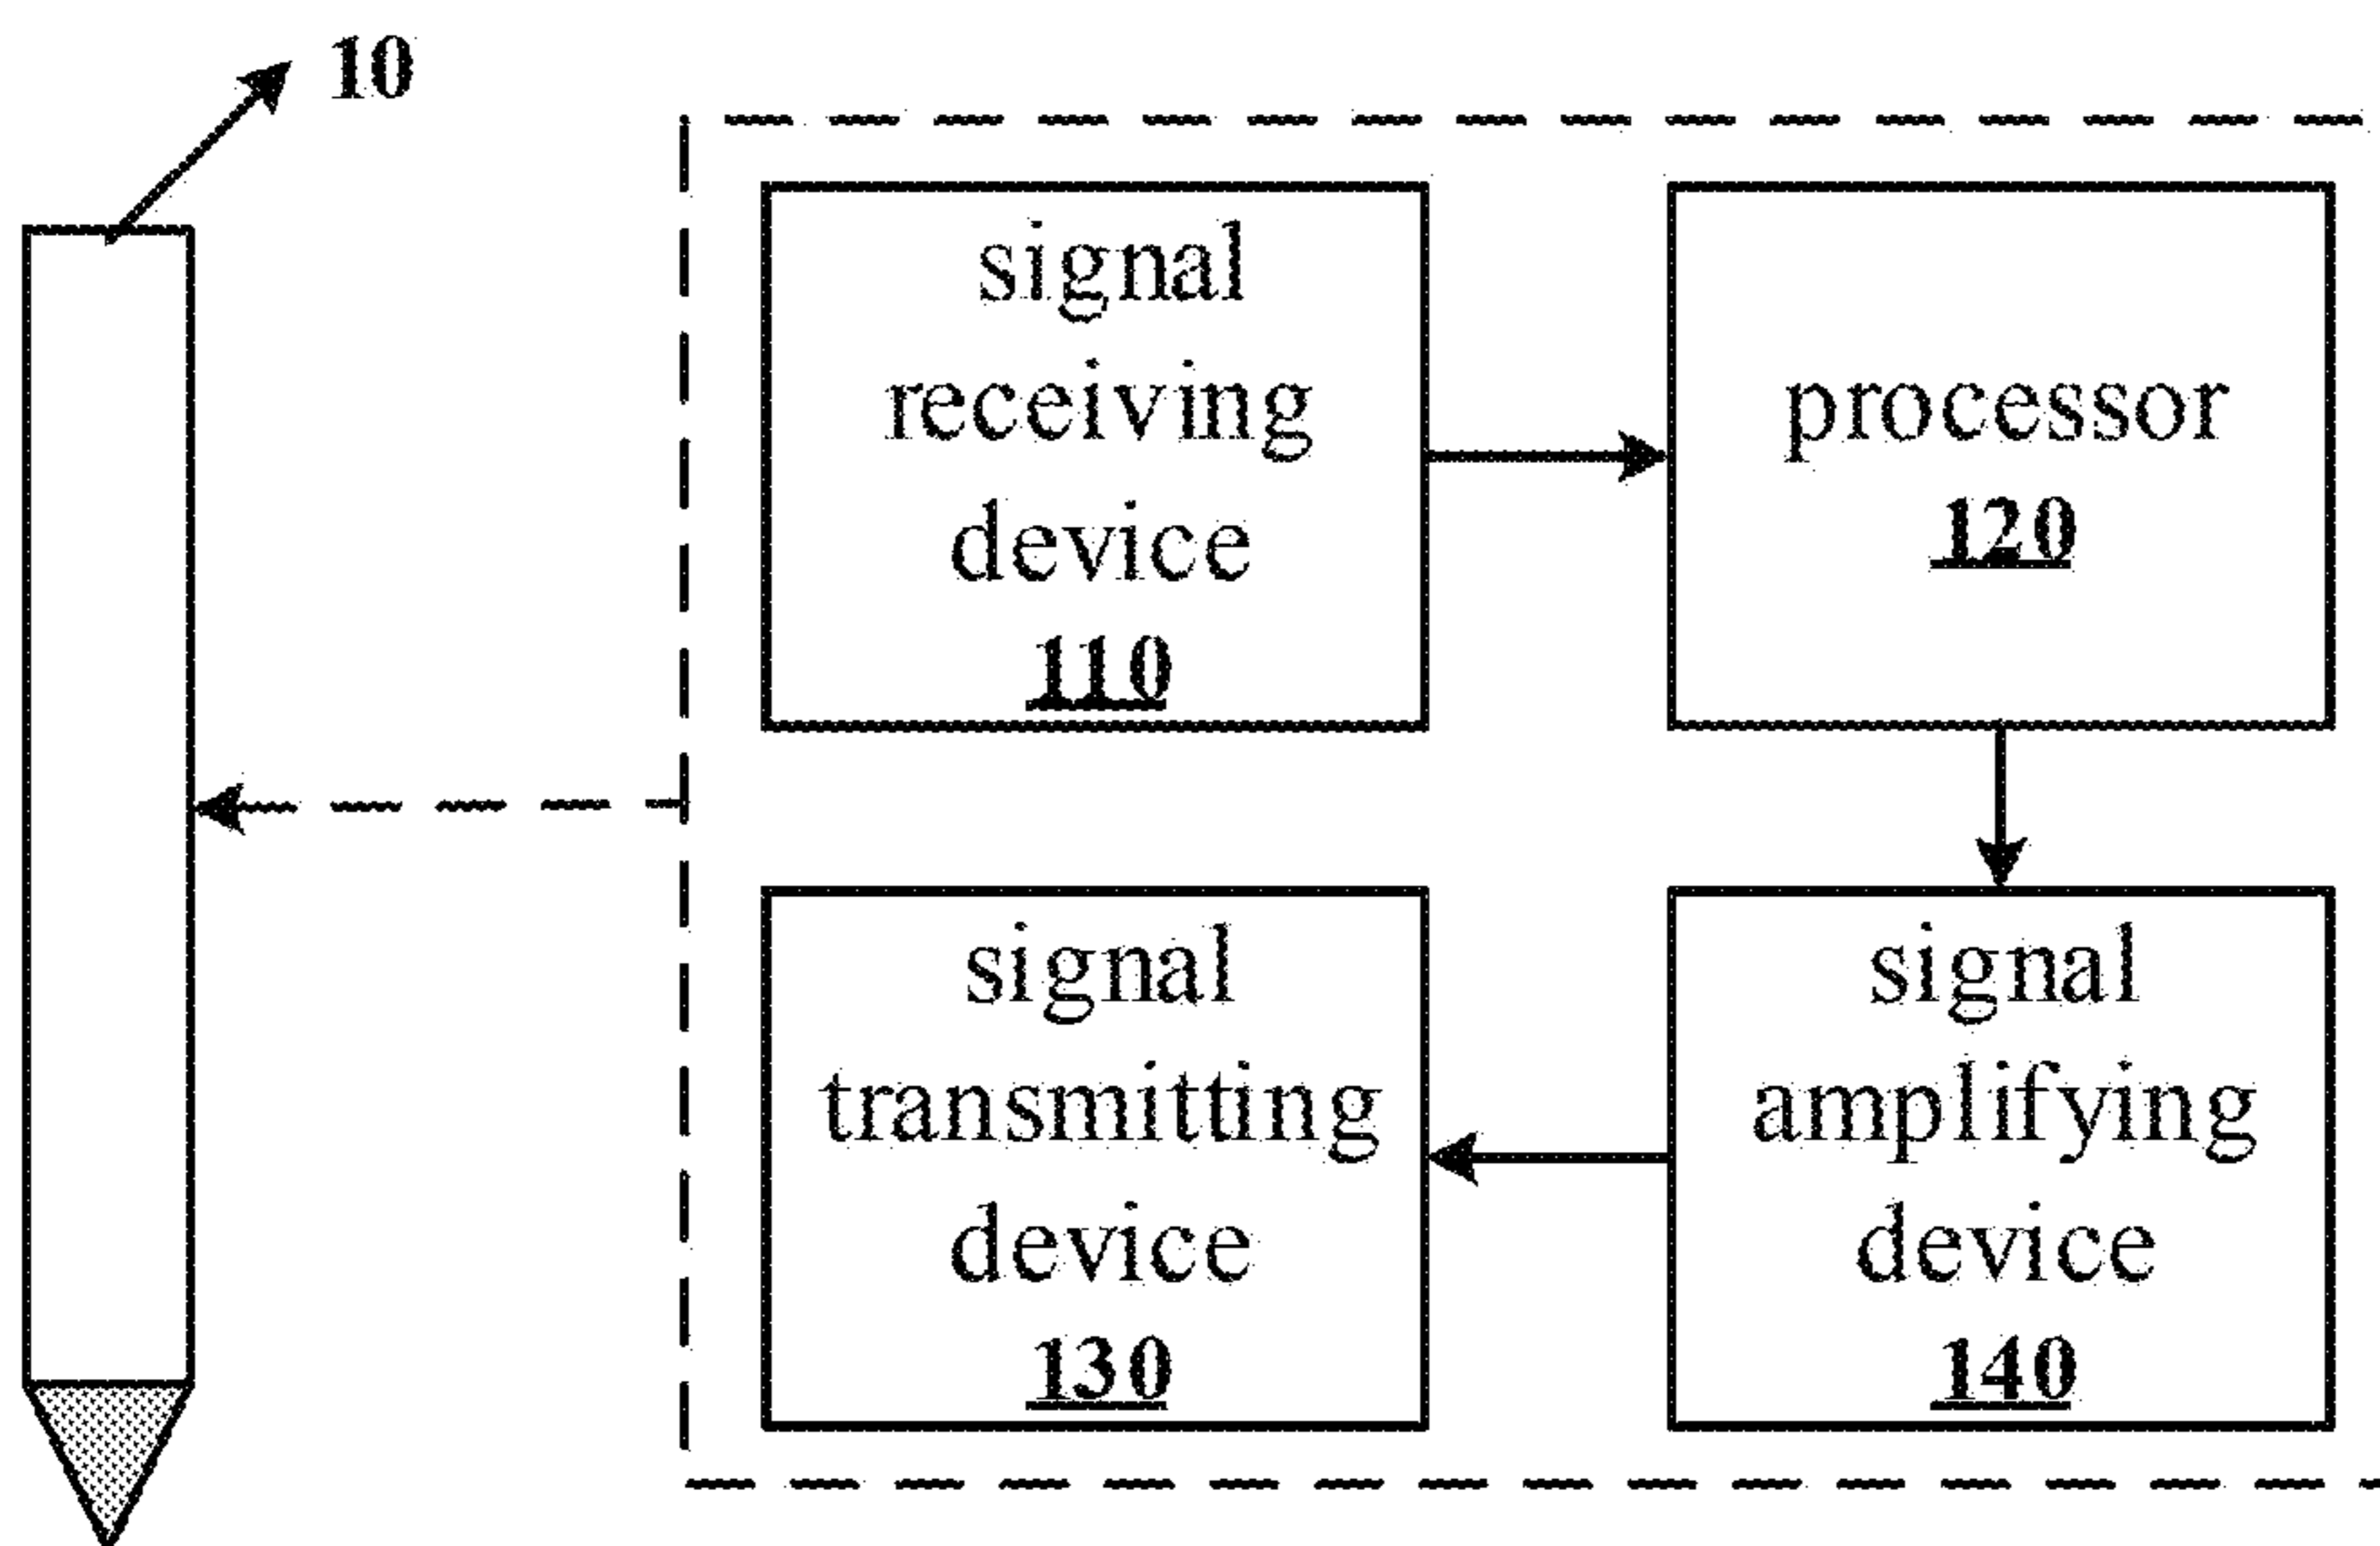 10
signal
receiving
device
110
processor
120
signal
transmitting
device
130
signal
amplifying
device
140